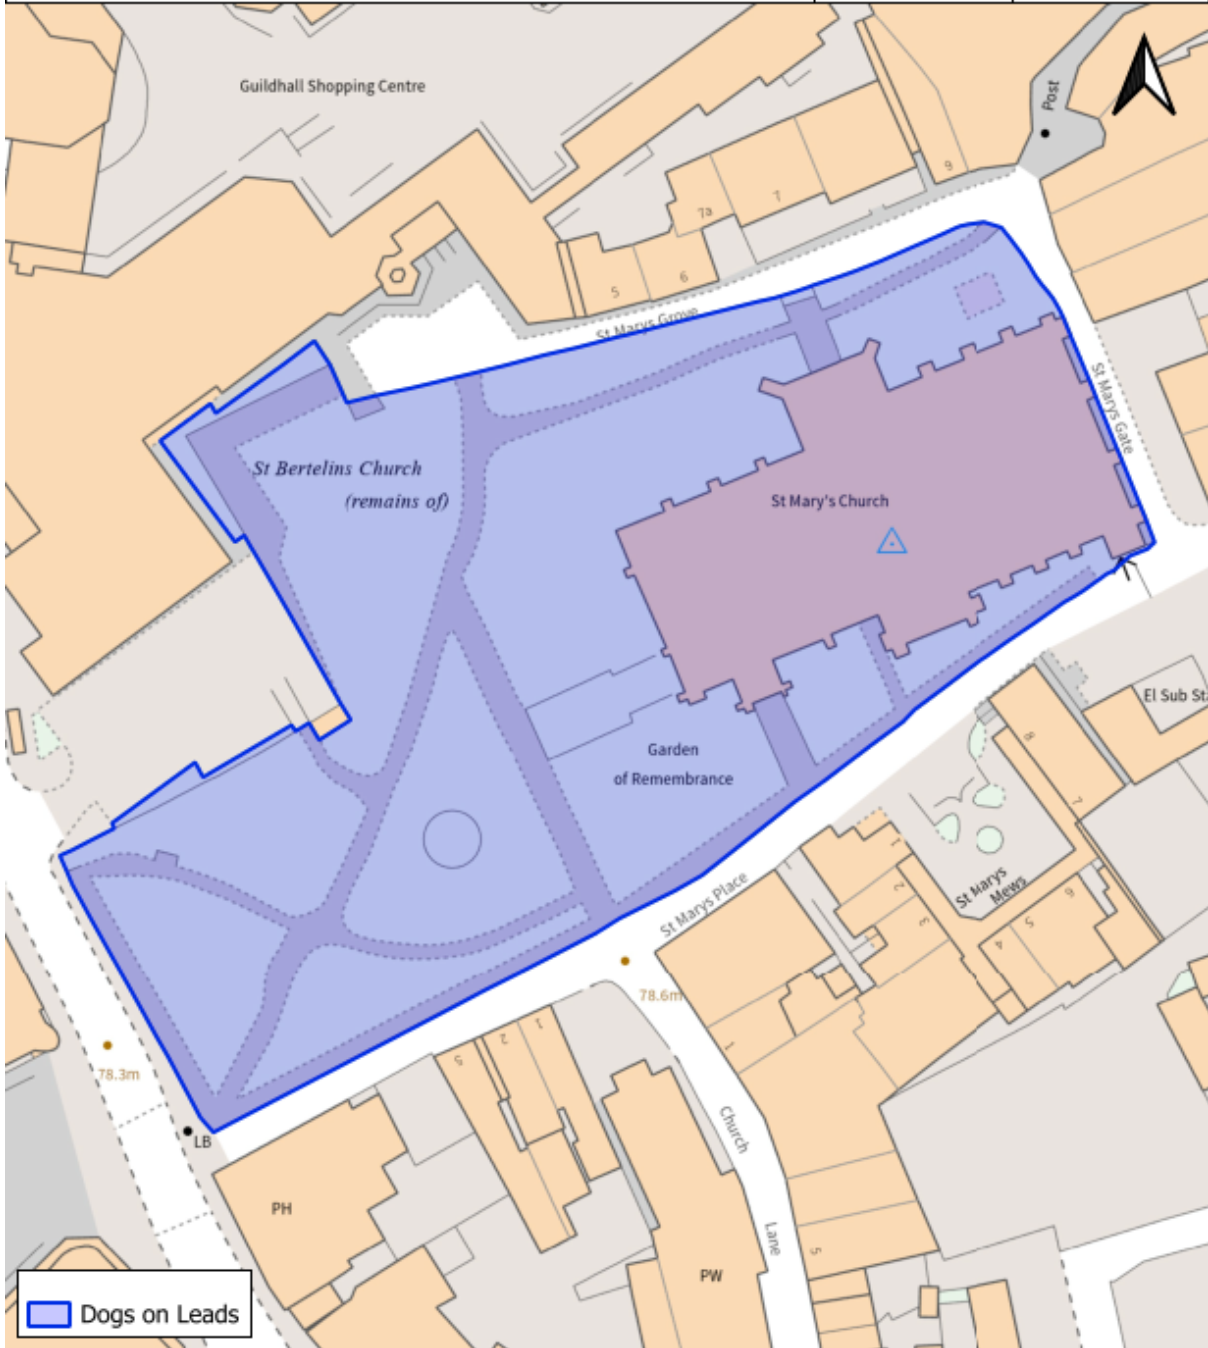 Guildhall Shopping Centre
Post
9
7
7a
6
5
St Marys Grove
St Marys Gate
St Bertelins Church
(remains of)
St Mary's Church
El Sub Sta
Garden
of Remembrance
8
7
St Marys
Mews
6
5
4
1
2
3
St Marys Place
78.6m
1
1
2
5
78.3m
LB
Church
Lane
PH
PW
5
Dogs on Leads